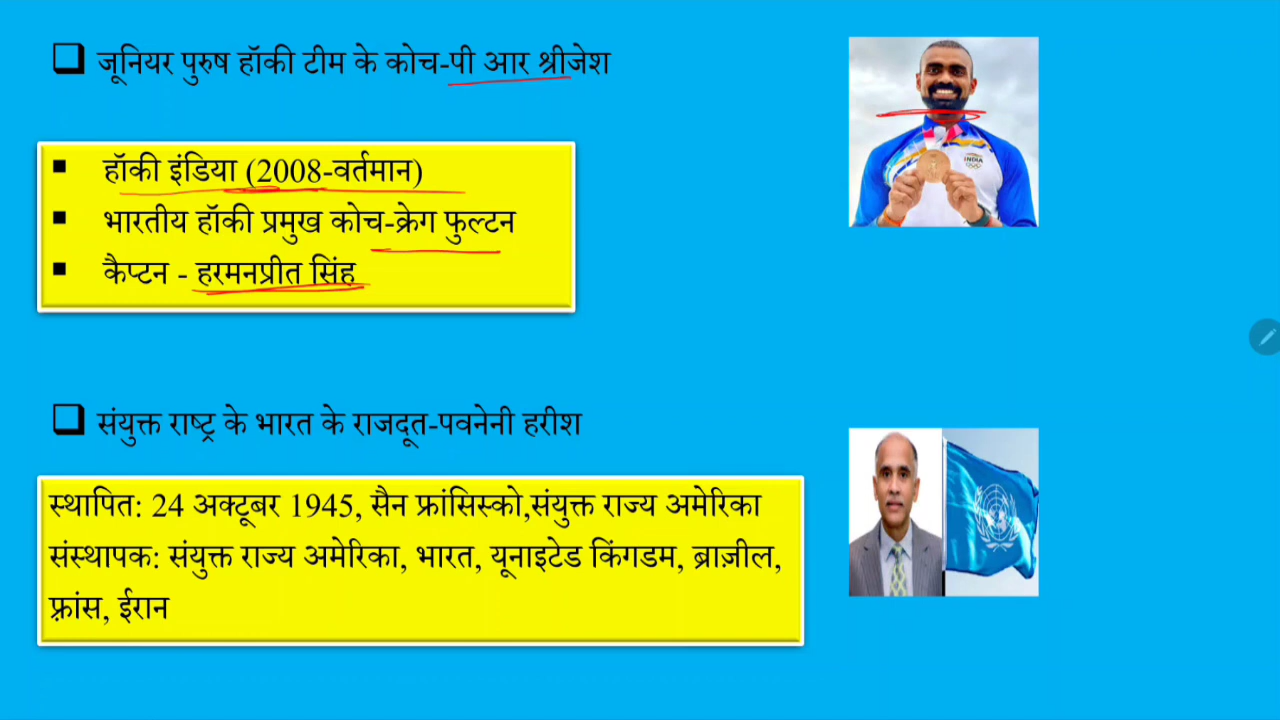 जूनियर पुरुष हॉकी टीम के कोच-पी आर श्रीजेश
हॉकी इंडिया (2008-वर्तमान)
भारतीय हॉकी प्रमुख कोच-क्रेग फुल्टन
कैप्टन - हरमनप्रीत सिंह
INDIA
संयुक्त राष्ट्र के भारत के राजदूत-पवनेनी हरीश
स्थापित: 24 अक्टूबर 1945, सैन फ्रांसिस्को,संयुक्त राज्य अमेरिका
संस्थापक: संयुक्त राज्य अमेरिका, भारत, यूनाइटेड किंगडम, ब्राज़ील,
फ़्रांस, ईरान